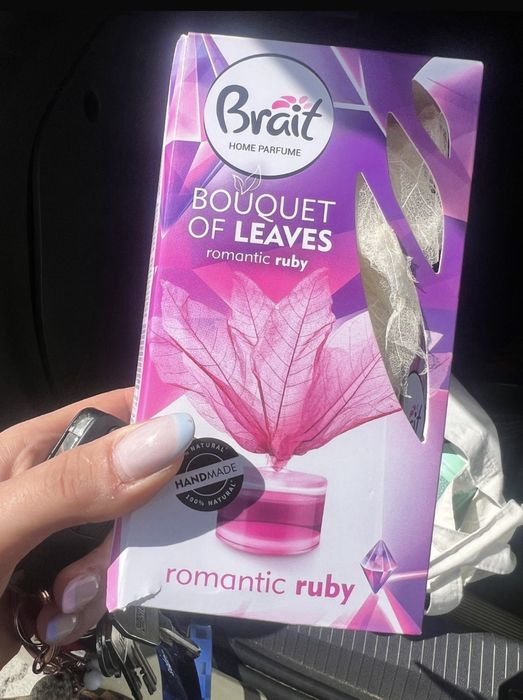 Brait
HOME PARFUME
BOUQUET
OF LEAVES
romantic ruby
NATURAL
HANDMADE
100% NATURAL
romantic ruby